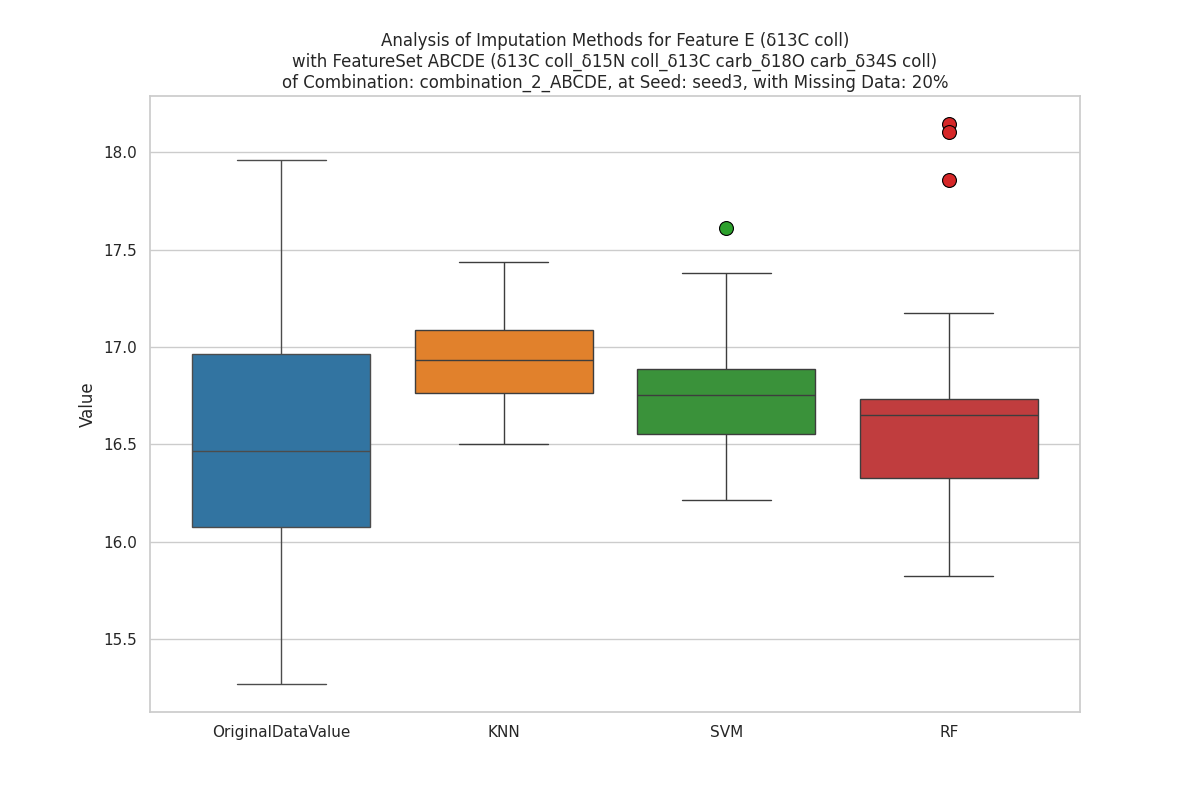 Analysis of Imputation Methods for Feature E (δ13C coll)
with FeatureSet ABCDE (δ13C coll_δ15N coll_δ13C carb_δ18O carb_δ34S coll)
of Combination: combination_2_ABCDE, at Seed: seed3, with Missing Data: 20%
18.0
17.5
17.0
16.5
16.0
15.5
Value
OriginalDataValue
KNN
SVM
RF